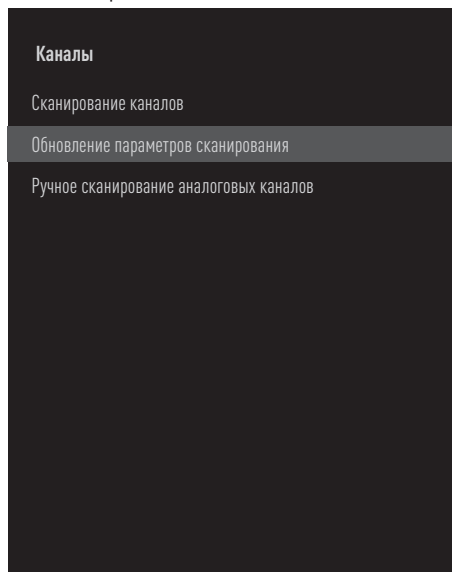 Каналы
Сканирование каналов
Обновление параметров сканирования
Ручное сканирование аналоговых каналов